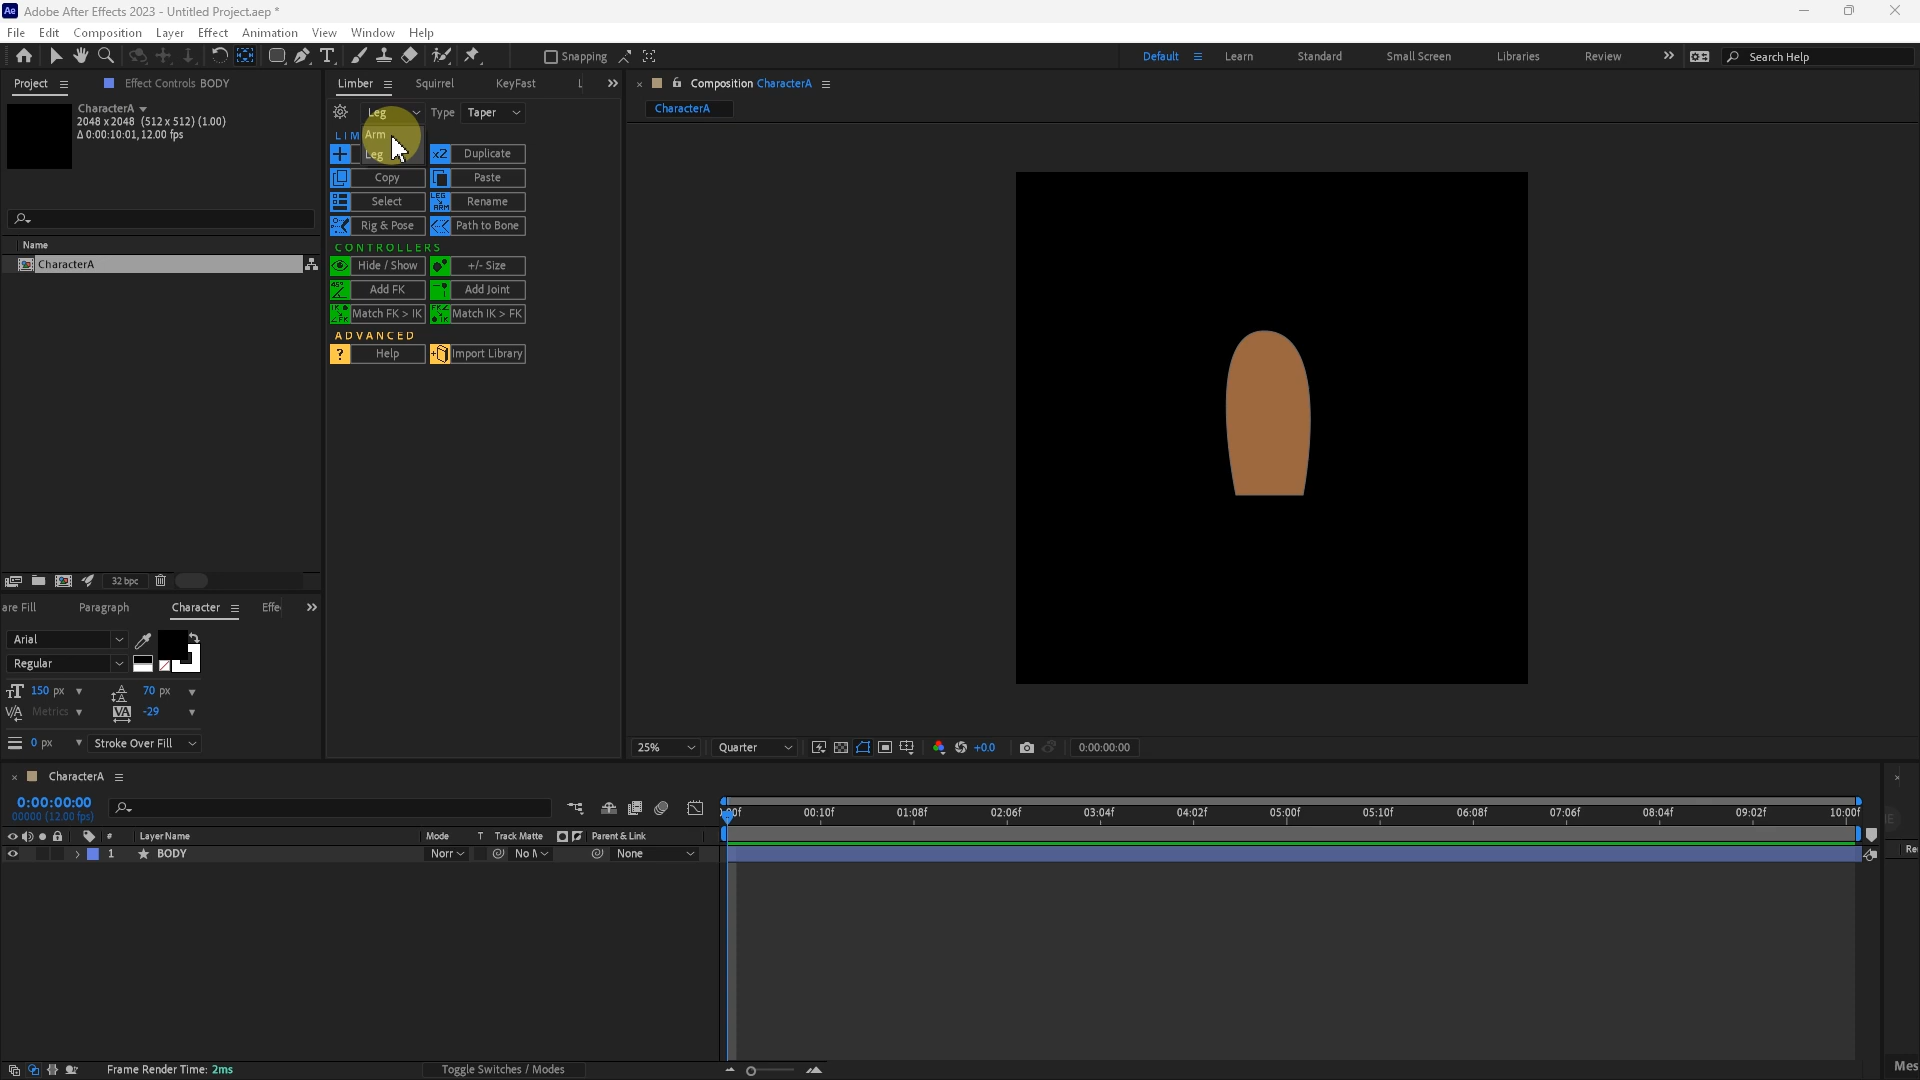 Ae Adobe After Effects 2023 - Untitled Project.aep *
File Edit Composition Layer Effect Animation View Window Help
Snapping
Default Learn Standard Small Screen Libraries Review Search Help
Project Effect Controls BODY
CharacterA
2048 x 2048 (512 x 512) (1.00)
Δ 0:00:10:01, 12.00 fps
Name
CharacterA
32 bpc
are Fill Paragraph Character Effe
Arial
Regular
150 px 70 px
Metrics -29
0 px Stroke Over Fill
Limber Squirrel KeyFast L
Leg Type Taper
Arm
Leg
LIM
x2 Duplicate
Copy Paste
Select LEG ARM Rename
Rig & Pose Path to Bone
CONTROLLERS
Hide / Show +/- Size
45° Add FK Add Joint
Match FK > IK Match IK > FK
ADVANCED
? Help Import Library
Composition CharacterA
CharacterA
25% Quarter +0.0 0:00:00:00
CharacterA
0:00:00:00
00000 (12.00 fps)
:00f 00:10f 01:08f 02:06f 03:04f 04:02f 05:00f 05:10f 06:08f 07:06f 08:04f 09:02f 10:00f
# Layer Name Mode T Track Matte Parent & Link
1 BODY Norr No M None
Re
Frame Render Time: 2ms
Toggle Switches / Modes
Mes